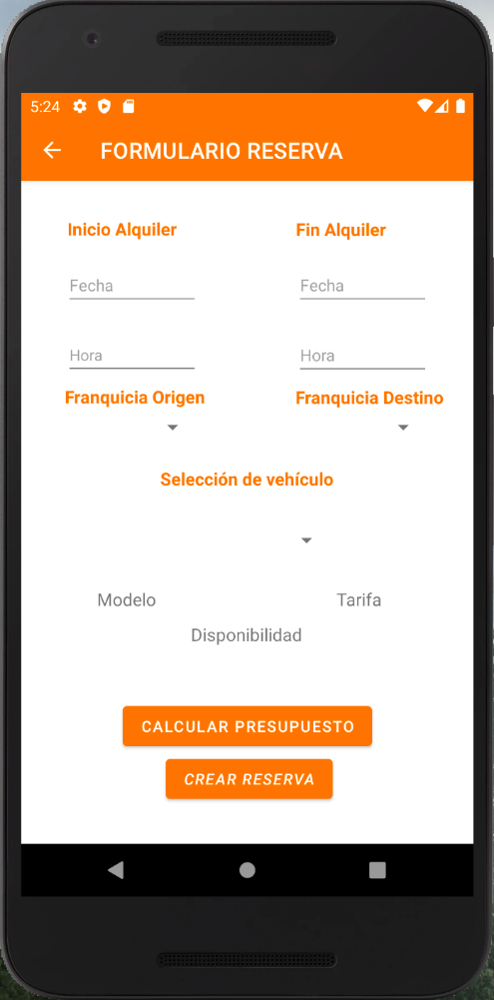 5:24
FORMULARIO RESERVA
Inicio Alquiler Fin Alquiler
Fecha Fecha
Hora Hora
Franquicia Origen Franquicia Destino
Selección de vehículo
Modelo Tarifa
Disponibilidad
CALCULAR PRESUPUESTO
CREAR RESERVA